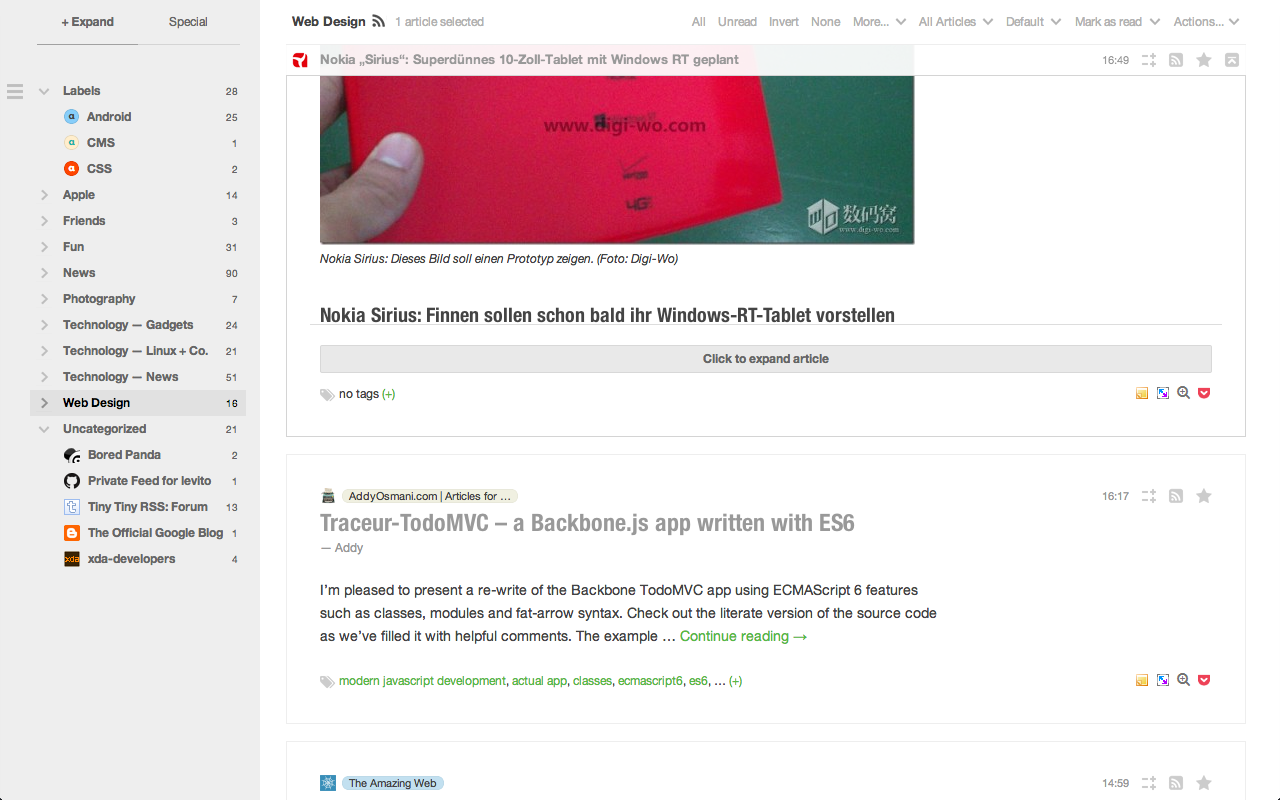 + Expand
Special
Labels 28
Android 25
CMS 1
CSS 2
Apple 14
Friends 3
Fun 31
News 90
Photography 7
Technology — Gadgets 24
Technology — Linux + Co. 21
Technology — News 51
Web Design 16
Uncategorized 21
Bored Panda 2
Private Feed for levito 1
Tiny Tiny RSS: Forum 13
The Official Google Blog 1
xda-developers 4
Web Design 1 article selected
All Unread Invert None More... All Articles Default Mark as read Actions...
Nokia „Sirius“: Superdünnes 10-Zoll-Tablet mit Windows RT geplant 16:49
www.digi-wo.com
verizon
4G
数码窝
www.digi-wo.com
Nokia Sirius: Dieses Bild soll einen Prototyp zeigen. (Foto: Digi-Wo)
Nokia Sirius: Finnen sollen schon bald ihr Windows-RT-Tablet vorstellen
Click to expand article
no tags (+)
AddyOsmani.com | Articles for … 16:17
Traceur-TodoMVC – a Backbone.js app written with ES6
— Addy
I’m pleased to present a re-write of the Backbone TodoMVC app using ECMAScript 6 features
such as classes, modules and fat-arrow syntax. Check out the literate version of the source code
as we’ve filled it with helpful comments. The example … Continue reading →
modern javascript development, actual app, classes, ecmascript6, es6, … (+)
The Amazing Web 14:59